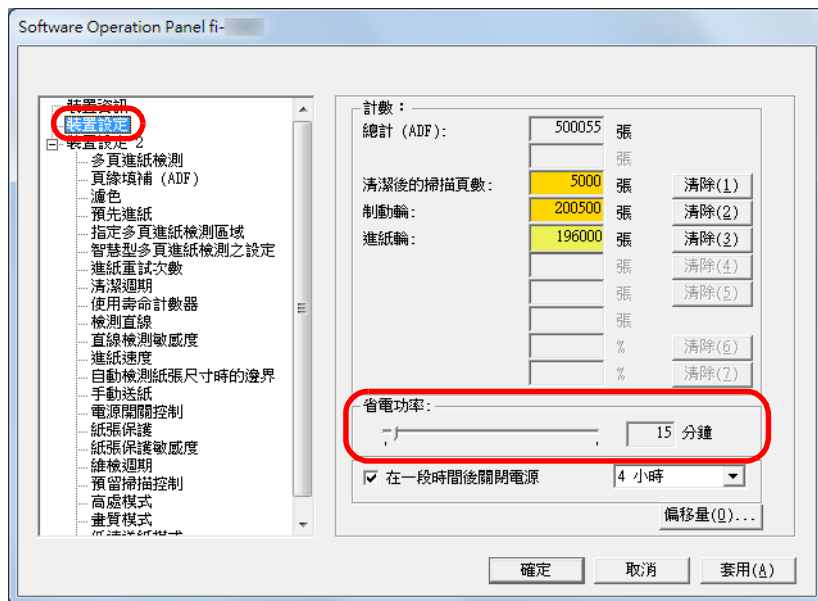 Software Operation Panel fi-
裝置資訊
裝置設定
裝置設定 2
多頁進紙檢測
頁緣填補 (ADF)
濾色
預先進紙
指定多頁進紙檢測區域
智慧型多頁進紙檢測之設定
進紙重試次數
清潔週期
使用壽命計數器
檢測直線
直線檢測敏感度
進紙速度
自動檢測紙張尺寸時的邊界
手動送紙
電源開關控制
紙張保護
紙張保護敏感度
維檢週期
預留掃描控制
高處模式
畫質模式
低速送紙模式
計數：
總計 (ADF): 500055 張
張
清潔後的掃描頁數: 5000 張 清除(1)
制動輪: 200500 張 清除(2)
進紙輪: 196000 張 清除(3)
張 清除(4)
張 清除(5)
張
% 清除(6)
% 清除(7)
省電功率:
15 分鐘
在一段時間後關閉電源 4 小時
偏移量(O)...
確定 取消 套用(A)